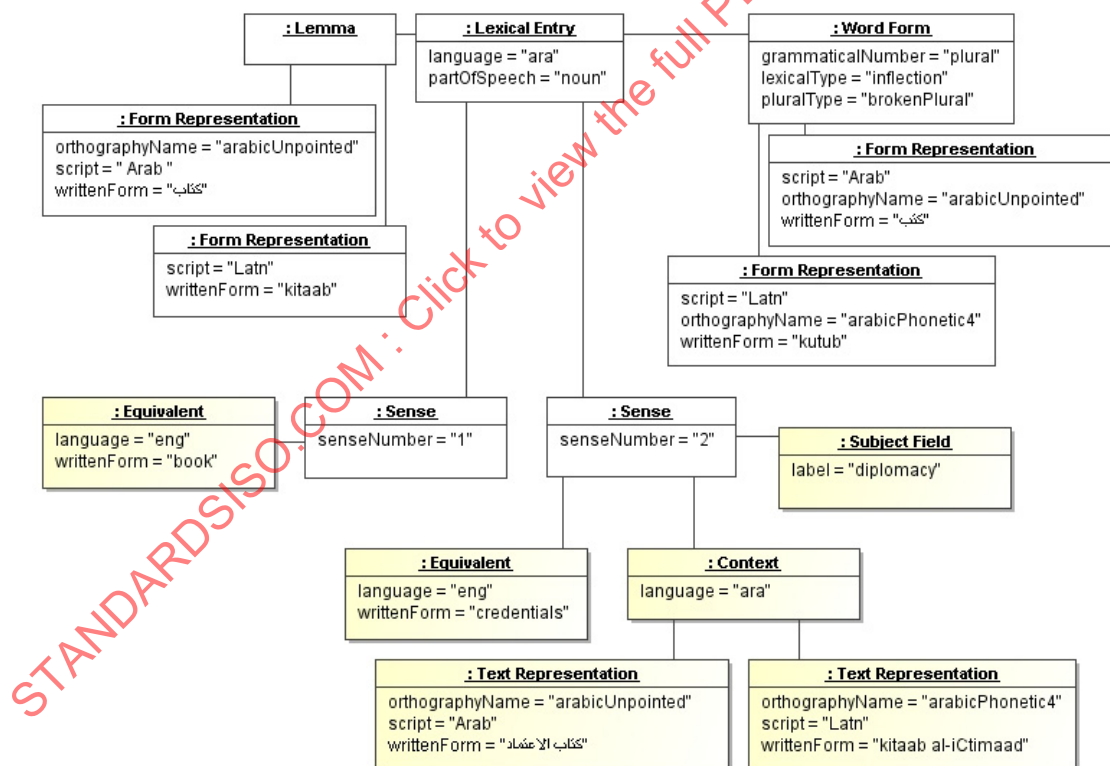 : Lemma
: Lexical Entry
language = "ara"
partOfSpeech = "noun"
: Word Form
grammaticalNumber = "plural"
lexicalType = "inflection"
pluralType = "brokenPlural"
: Form Representation
orthographyName = "arabicUnpointed"
script = " Arab "
writtenForm = "كتاب"
: Form Representation
script = "Latn"
writtenForm = "kitaab"
: Form Representation
script = "Arab"
orthographyName = "arabicUnpointed"
writtenForm = "كتب"
: Form Representation
script = "Latn"
orthographyName = "arabicPhonetic4"
writtenForm = "kutub"
: Equivalent
language = "eng"
writtenForm = "book"
: Sense
senseNumber = "1"
: Sense
senseNumber = "2"
: Subject Field
label = "diplomacy"
: Equivalent
language = "eng"
writtenForm = "credentials"
: Context
language = "ara"
: Text Representation
orthographyName = "arabicUnpointed"
script = "Arab"
writtenForm = "كتاب الاعتماد"
: Text Representation
orthographyName = "arabicPhonetic4"
script = "Latn"
writtenForm = "kitaab al-iCtimaad"
STANDARDSISO.COM : Click to view the full